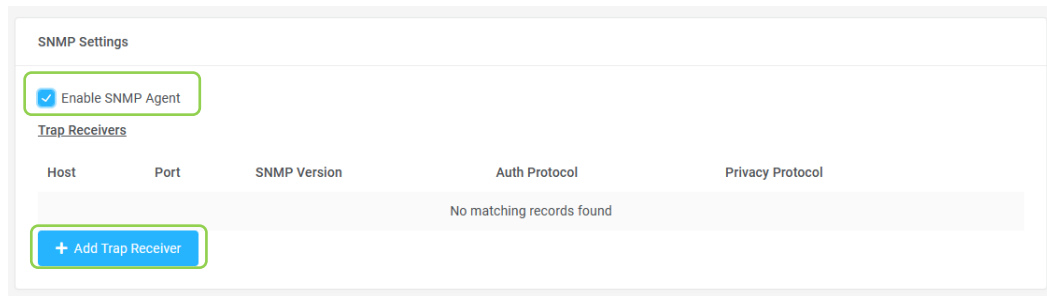 SNMP Settings
Enable SNMP Agent
Trap Receivers
Host Port SNMP Version Auth Protocol Privacy Protocol
No matching records found
+ Add Trap Receiver